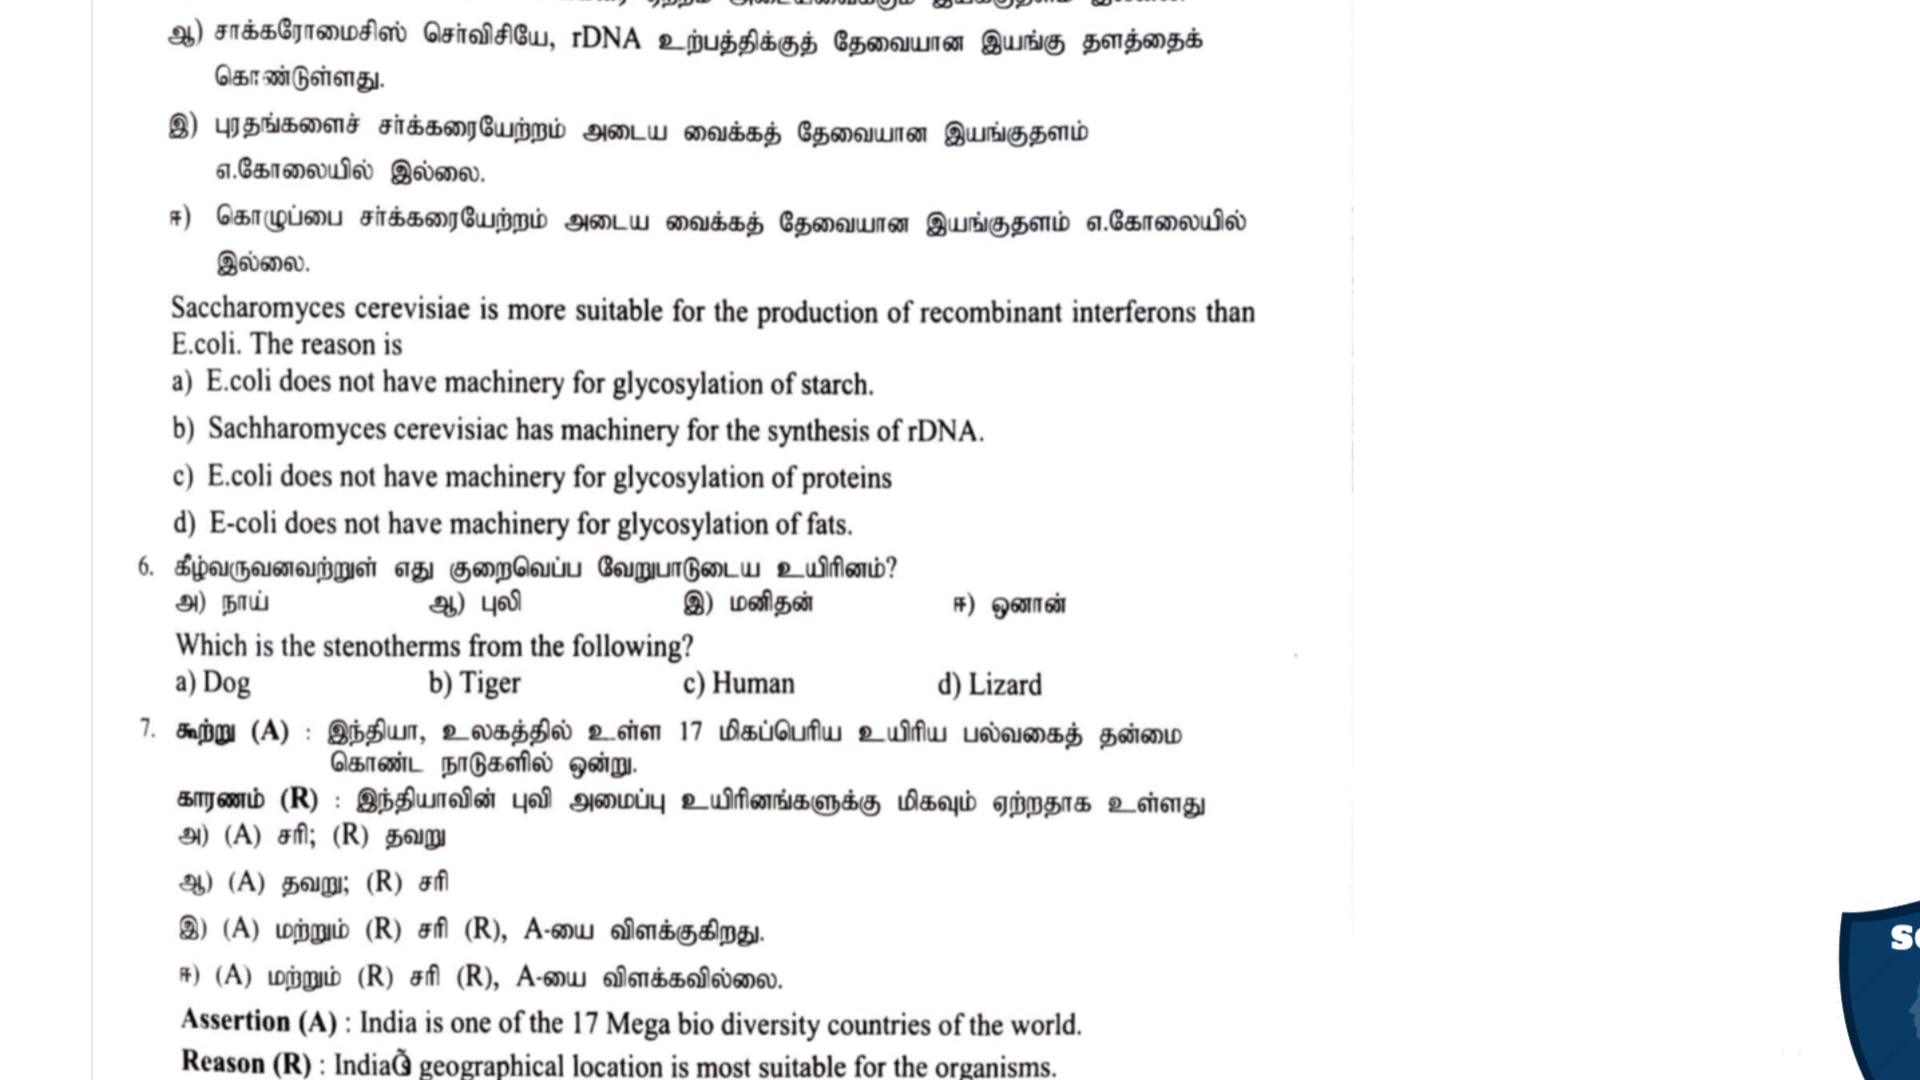 ஆ) சாக்கரோமைசிஸ் செர்விசியே, rDNA உற்பத்திக்குத் தேவையான இயங்கு தளத்தைக்
கொண்டுள்ளது.
இ) புரதங்களைச் சர்க்கரையேற்றம் அடைய வைக்கத் தேவையான இயங்குதளம்
எ.கோலையில் இல்லை.
ஈ) கொழுப்பை சர்க்கரையேற்றம் அடைய வைக்கத் தேவையான இயங்குதளம் எ.கோலையில்
இல்லை.
Saccharomyces cerevisiae is more suitable for the production of recombinant interferons than
E.coli. The reason is
a) E.coli does not have machinery for glycosylation of starch.
b) Sachharomyces cerevisiac has machinery for the synthesis of rDNA.
c) E.coli does not have machinery for glycosylation of proteins
d) E-coli does not have machinery for glycosylation of fats.
6. கீழ்வருவனவற்றுள் எது குறைவெப்ப வேறுபாடுடைய உயிரினம்?
அ) நாய் ஆ) புலி இ) மனிதன் ஈ) ஒனான்
Which is the stenotherms from the following?
a) Dog b) Tiger c) Human d) Lizard
7. கூற்று (A) : இந்தியா, உலகத்தில் உள்ள 17 மிகப்பெரிய உயிரிய பல்வகைத் தன்மை
கொண்ட நாடுகளில் ஒன்று.
காரணம் (R) : இந்தியாவின் புவி அமைப்பு உயிரினங்களுக்கு மிகவும் ஏற்றதாக உள்ளது
அ) (A) சரி; (R) தவறு
ஆ) (A) தவறு; (R) சரி
இ) (A) மற்றும் (R) சரி (R), A-யை விளக்குகிறது.
ஈ) (A) மற்றும் (R) சரி (R), A-யை விளக்கவில்லை.
Assertion (A) : India is one of the 17 Mega bio diversity countries of the world.
Reason (R) : India geographical location is most suitable for the organisms.